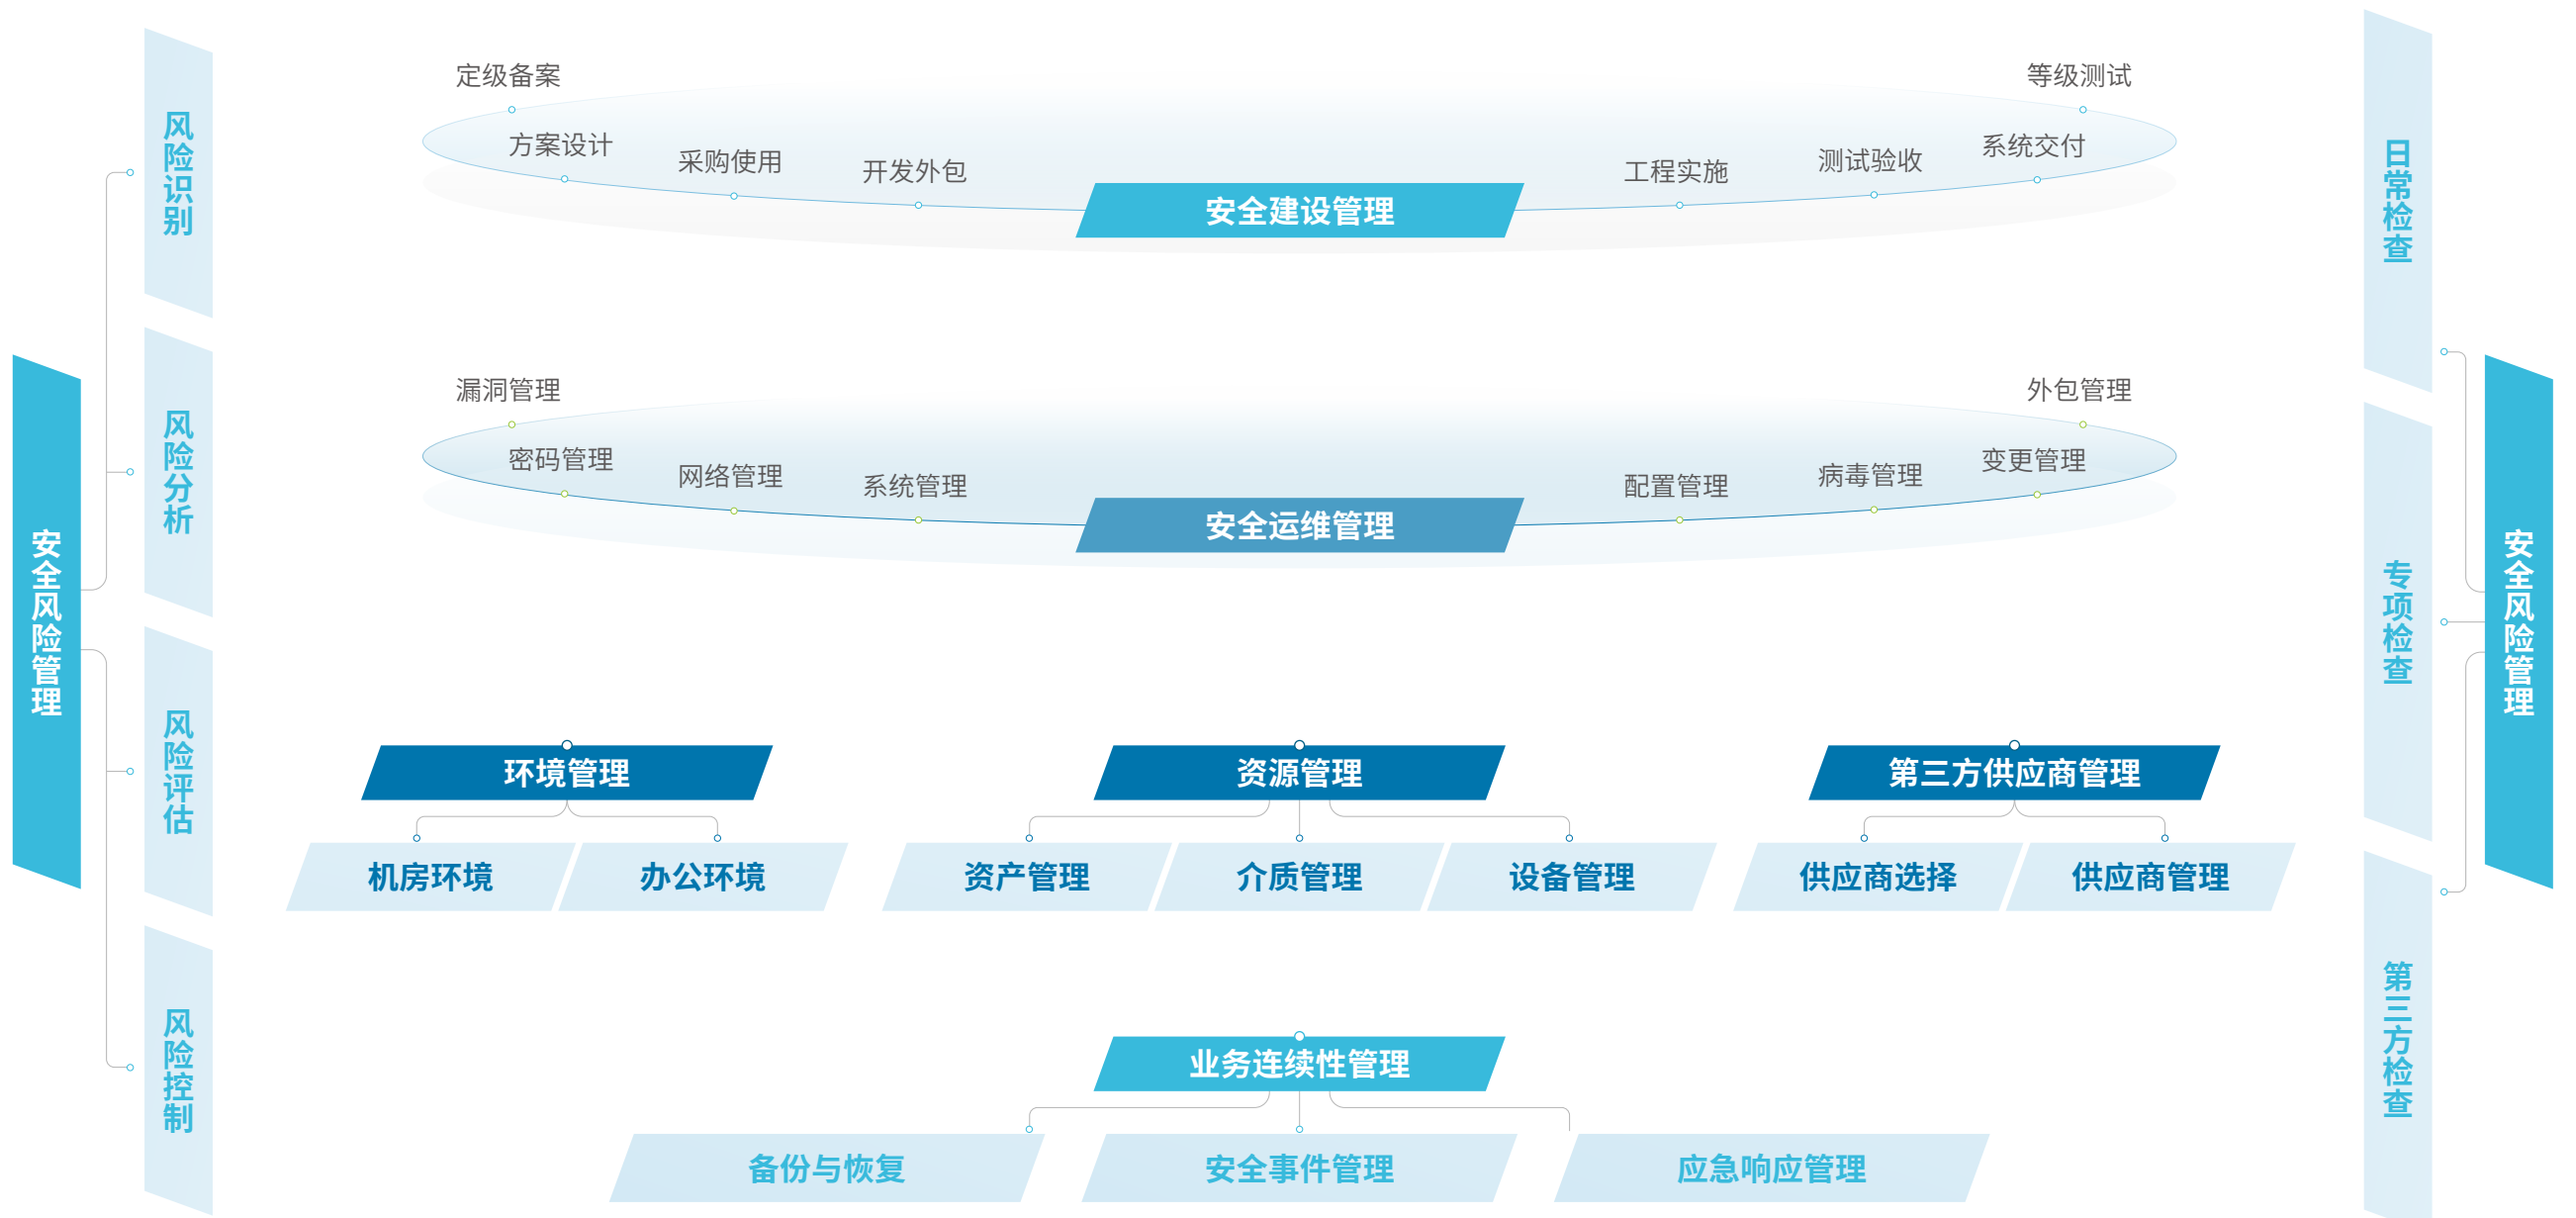 安全风险管理
风险识别
风险分析
风险评估
风险控制
定级备案
方案设计
采购使用
开发外包
安全建设管理
工程实施
测试验收
系统交付
等级测试
漏洞管理
密码管理
网络管理
系统管理
安全运维管理
配置管理
病毒管理
变更管理
外包管理
环境管理
机房环境
办公环境
资源管理
资产管理
介质管理
设备管理
第三方供应商管理
供应商选择
供应商管理
业务连续性管理
备份与恢复
安全事件管理
应急响应管理
日常检查
专项检查
第三方检查
安全风险管理